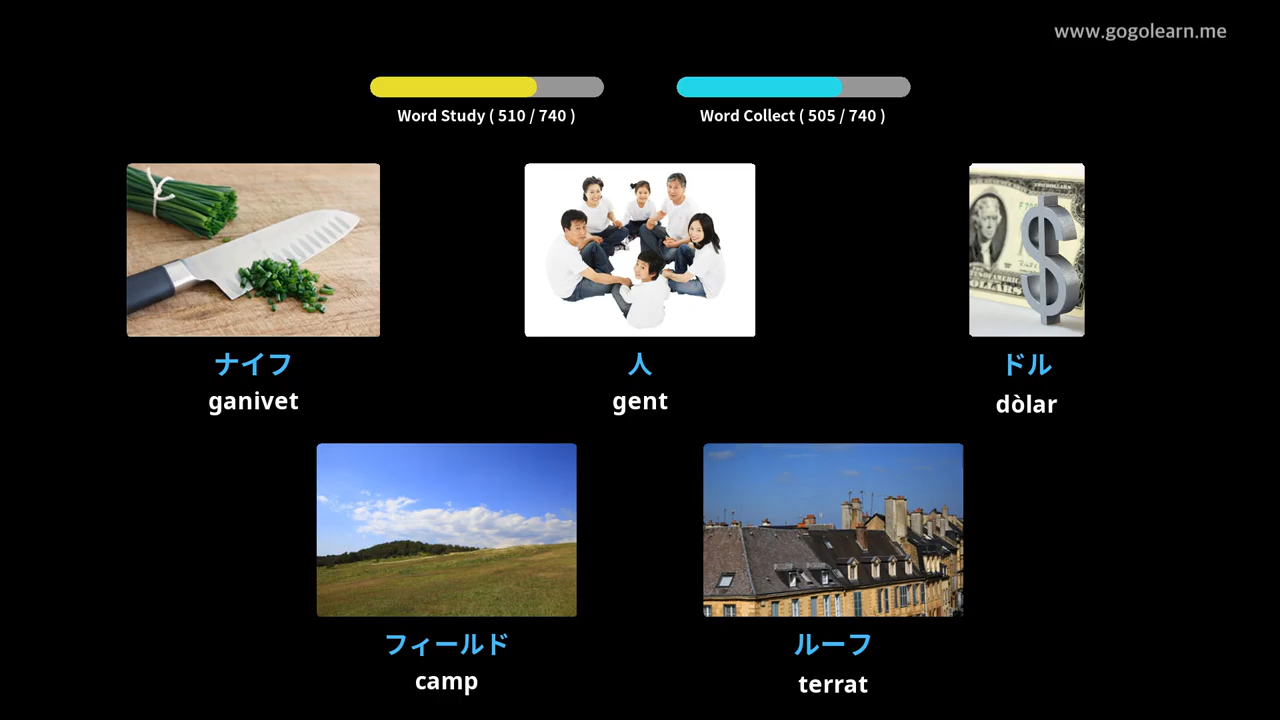 www.gogolearn.me
Word Study ( 510 / 740 )
Word Collect ( 505 / 740 )
ナイフ
ganivet
人
gent
ドル
dòlar
フィールド
camp
ルーフ
terrat